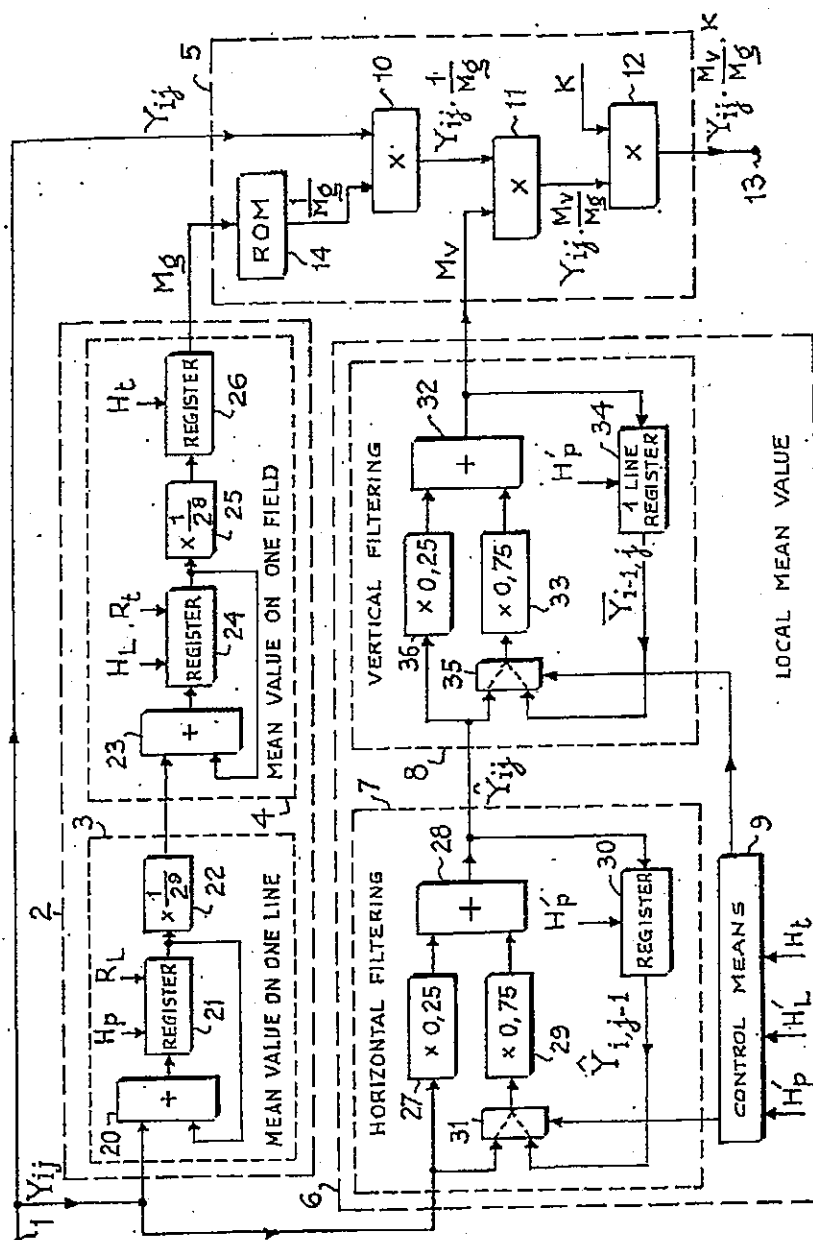 1
Yij
2
3
20
+
Hp
RL
REGISTER
21
× 1/2⁹
22
MEAN VALUE ON ONE LINE
4
23
+
HL, Rt
REGISTER
24
× 1/2⁸
25
Ht
REGISTER
26
MEAN VALUE ON ONE FIELD
Mg
5
Yij
ROM
14
1/Mg
×
10
Yij · 1/Mg
Mv
×
11
Yij · Mv/Mg
K
×
12
Yij · Mv/Mg · K
13
6
7
HORIZONTAL FILTERING
27
× 0,25
28
+
× 0,75
29
31
H'p
REGISTER
30
Ŷi,j-1
Ŷij
8
VERTICAL FILTERING
36
× 0,25
32
+
× 0,75
33
35
H'p
1 LINE
REGISTER
34
Y̅i-1,j
CONTROL MEANS
9
H'p
H'L
Ht
LOCAL MEAN VALUE